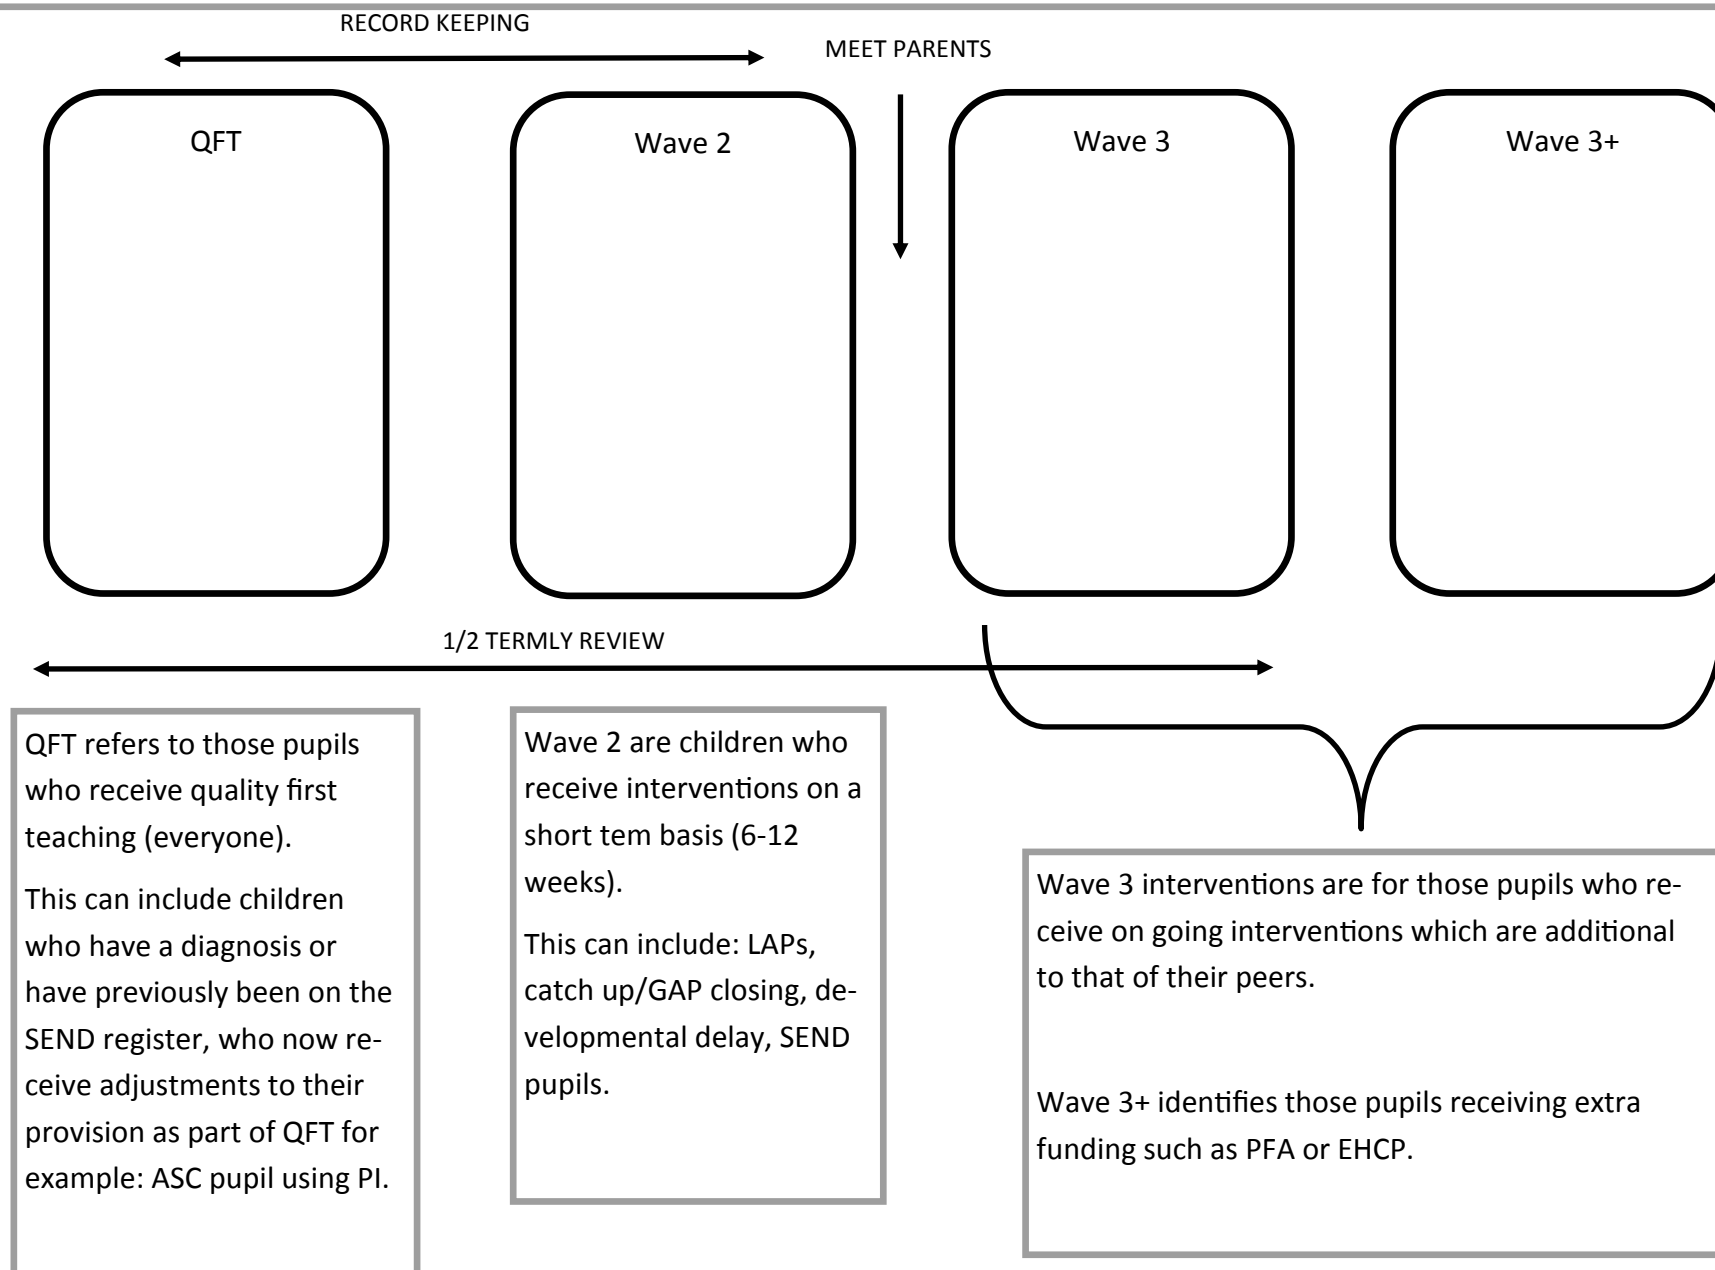 RECORD KEEPING
MEET PARENTS
QFT
Wave 2
Wave 3
Wave 3+
1/2 TERMLY REVIEW
QFT refers to those pupils
who receive quality first
teaching (everyone).
This can include children
who have a diagnosis or
have previously been on the
SEND register, who now re-
ceive adjustments to their
provision as part of QFT for
example: ASC pupil using PI.
Wave 2 are children who
receive interventions on a
short tem basis (6-12
weeks).
This can include: LAPs,
catch up/GAP closing, de-
velopmental delay, SEND
pupils.
Wave 3 interventions are for those pupils who re-
ceive on going interventions which are additional
to that of their peers.
Wave 3+ identifies those pupils receiving extra
funding such as PFA or EHCP.